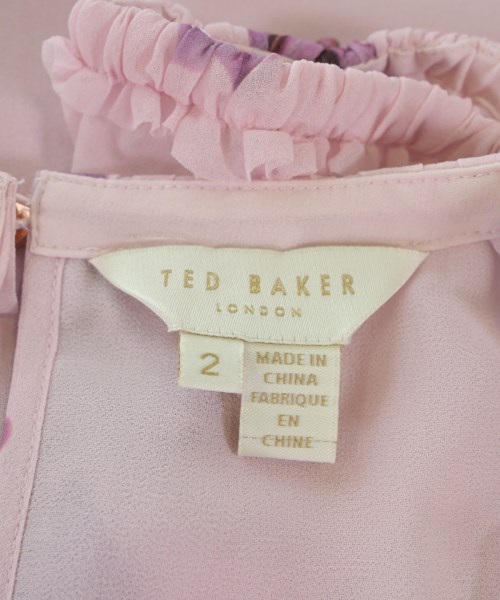 TED BAKER
LONDON
2
MADE IN
CHINA
FABRIQUE
EN
CHINE